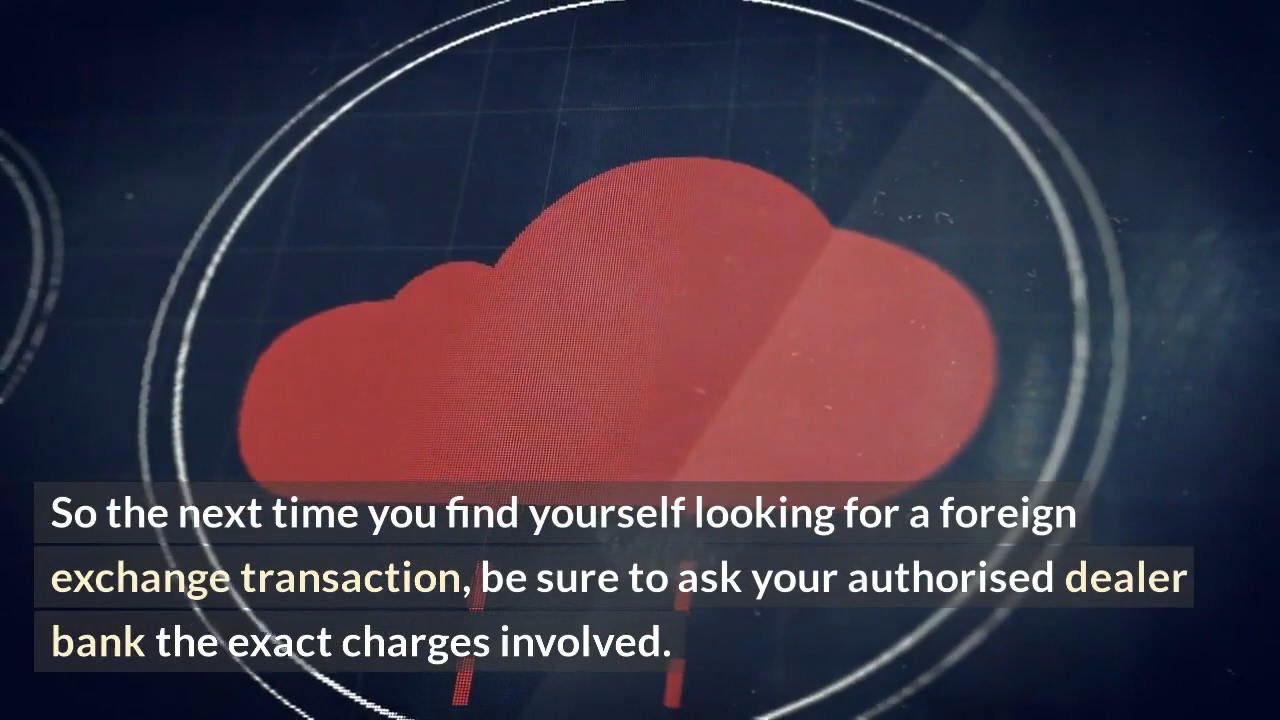 So the next time you find yourself looking for a foreign
exchange transaction, be sure to ask your authorised dealer
bank the exact charges involved.